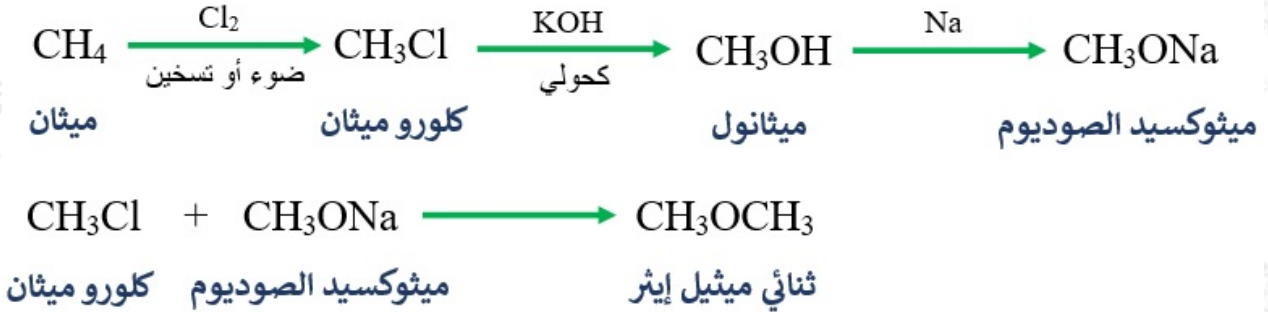 Cl₂ KOH Na
CH₄ CH₃Cl CH₃OH CH₃ONa
ضوء أو تسخين كحولي
ميثان كلورو ميثان ميثانول ميثوكسيد الصوديوم
CH₃Cl + CH₃ONa CH₃OCH₃
كلورو ميثان ميثوكسيد الصوديوم ثنائي ميثيل إيثر